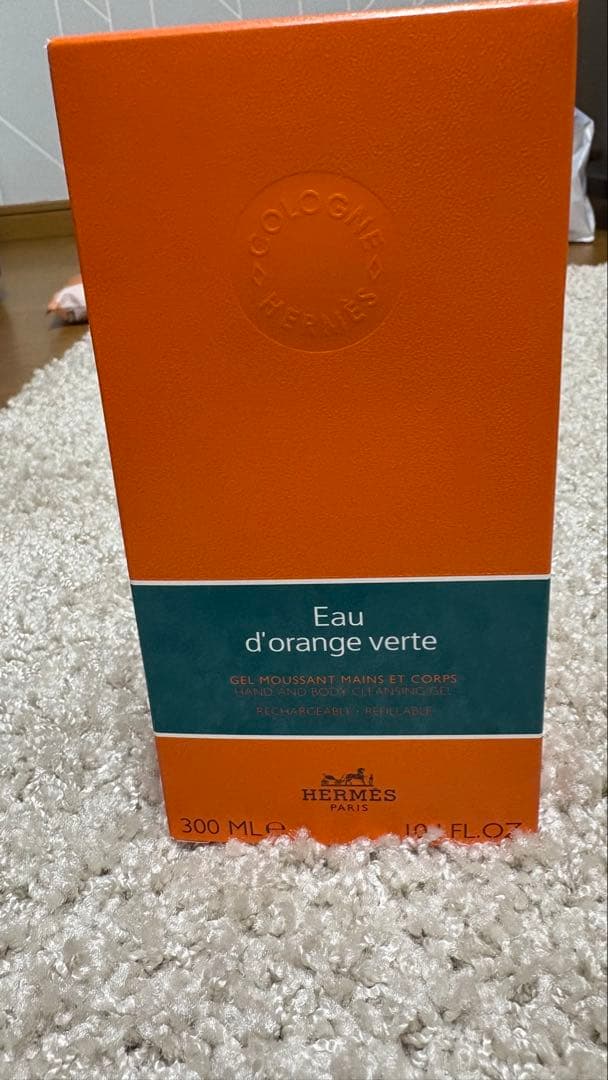 COLOGNE
HERMÈS
Eau
d'orange verte
GEL MOUSSANT MAINS ET CORPS
HAND AND BODY CLEANSING GEL
RECHARGEABLE - REFILLABLE
HERMÈS
PARIS
300 ML e FL.OZ